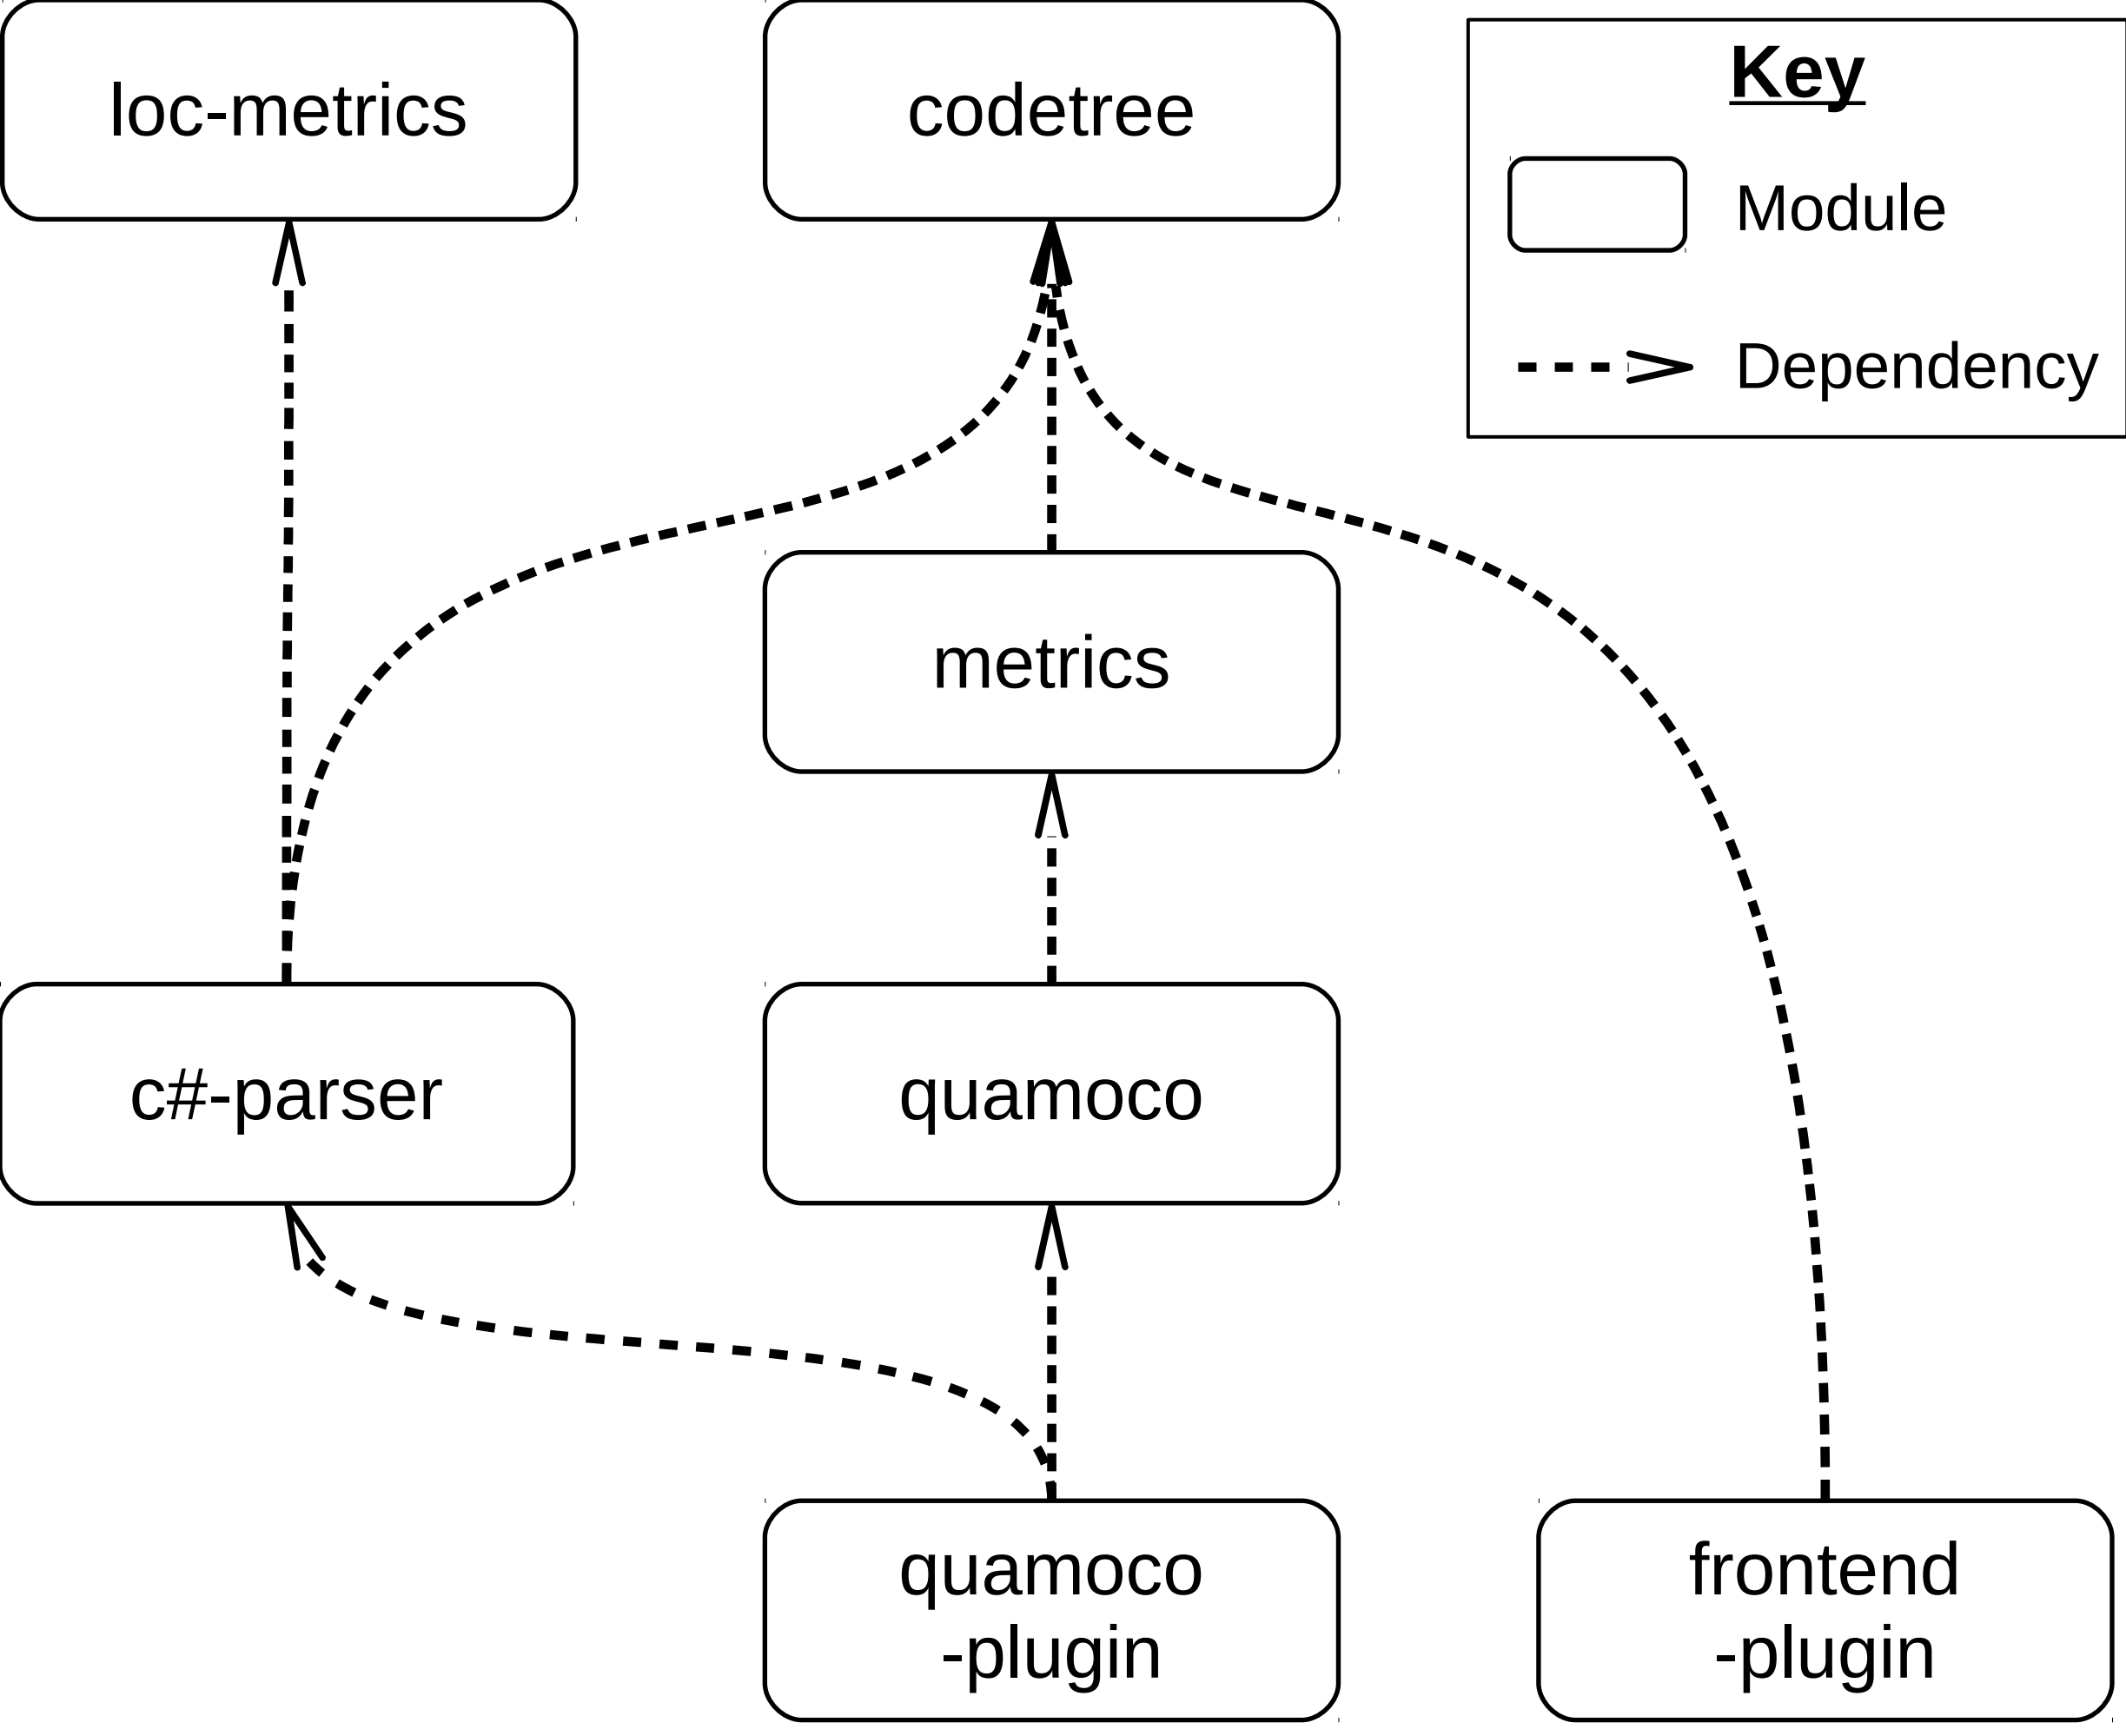 loc-metrics
codetree
Key
Module
Dependency
metrics
c#-parser
quamoco
quamoco
-plugin
frontend
-plugin